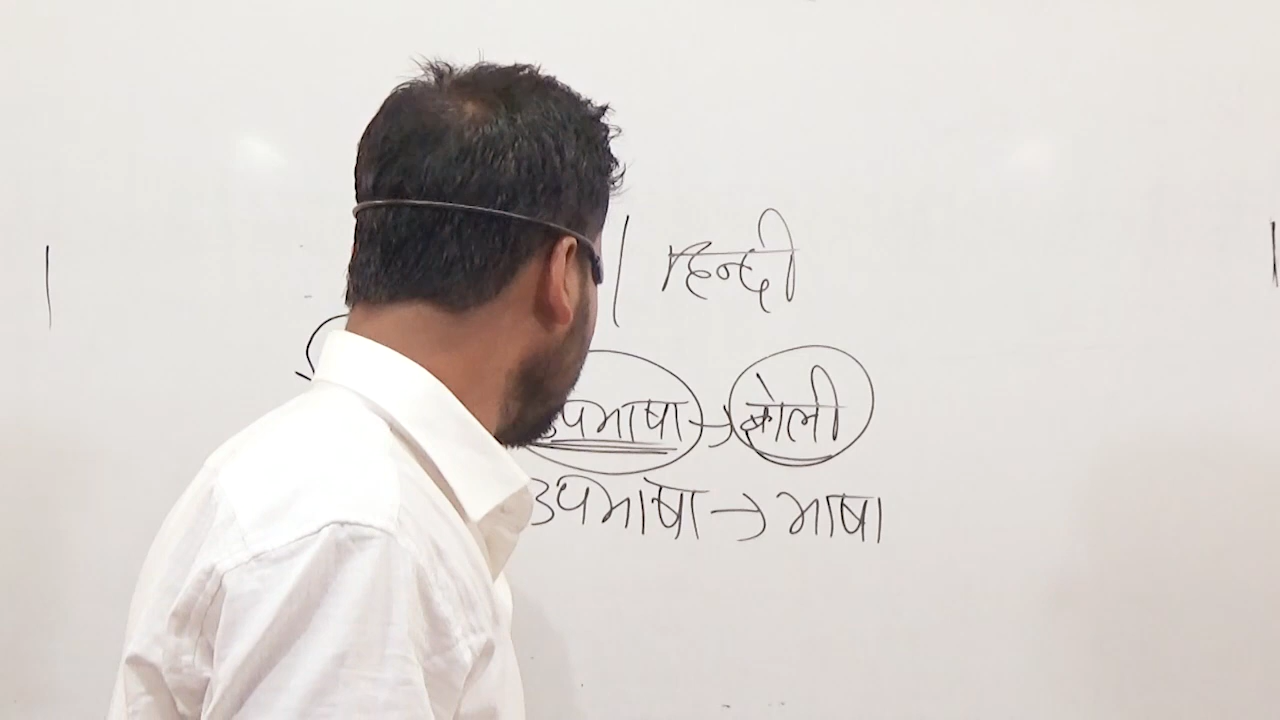 | हिन्दी
उपभाषा → बोली
उपभाषा → भाषा